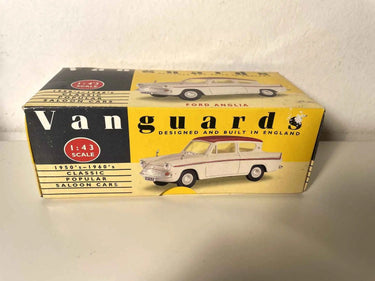 Vanguards
1:43
SCALE
FORD ANGLIA
Vanguards
DESIGNED AND BUILT IN ENGLAND
1:43
SCALE
1950's-1960's
CLASSIC
POPULAR
SALOON CARS